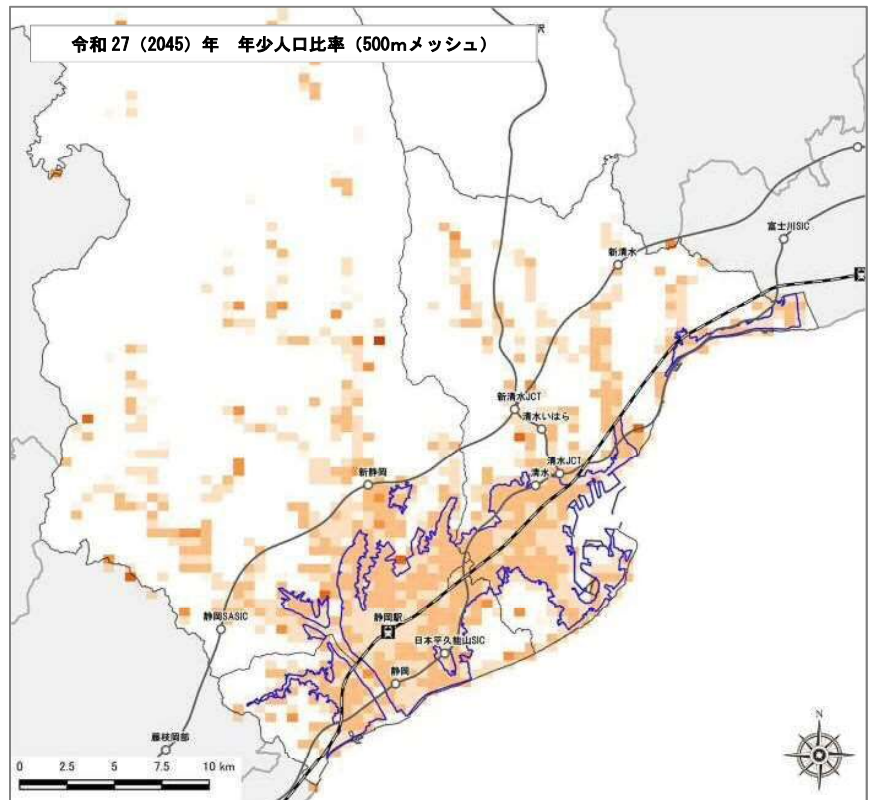 令和27（2045）年　年少人口比率（500mメッシュ）
沢
富士川SIC
新清水
新清水JCT
清水いはら
清水JCT
清水
新静岡
静岡SASIC
静岡駅
日本平久能山SIC
静岡
藤枝岡部
N
0 2.5 5 7.5 10 km